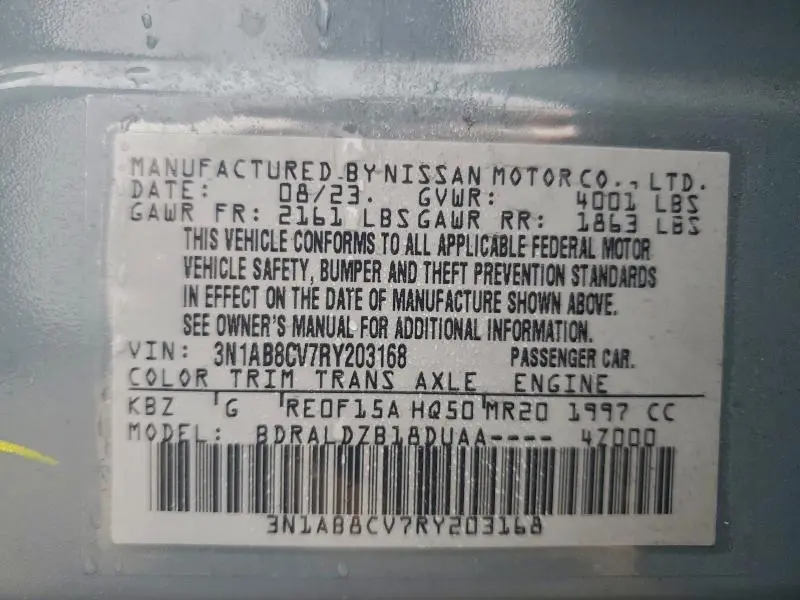 MANUFACTURED BY NISSAN MOTOR CO., LTD.
DATE: 08/23. GVWR: 4001 LBS
GAWR FR: 2161 LBS GAWR RR: 1863 LBS
THIS VEHICLE CONFORMS TO ALL APPLICABLE FEDERAL MOTOR
VEHICLE SAFETY, BUMPER AND THEFT PREVENTION STANDARDS
IN EFFECT ON THE DATE OF MANUFACTURE SHOWN ABOVE.
SEE OWNER'S MANUAL FOR ADDITIONAL INFORMATION.
VIN: 3N1AB8CV7RY203168 PASSENGER CAR.
COLOR TRIM TRANS AXLE ENGINE
KBZ G RE0F15A HQ50 MR20 1997 CC
MODEL: BDRALDZB18DUAA---- 47000
3N1AB8CV7RY203168